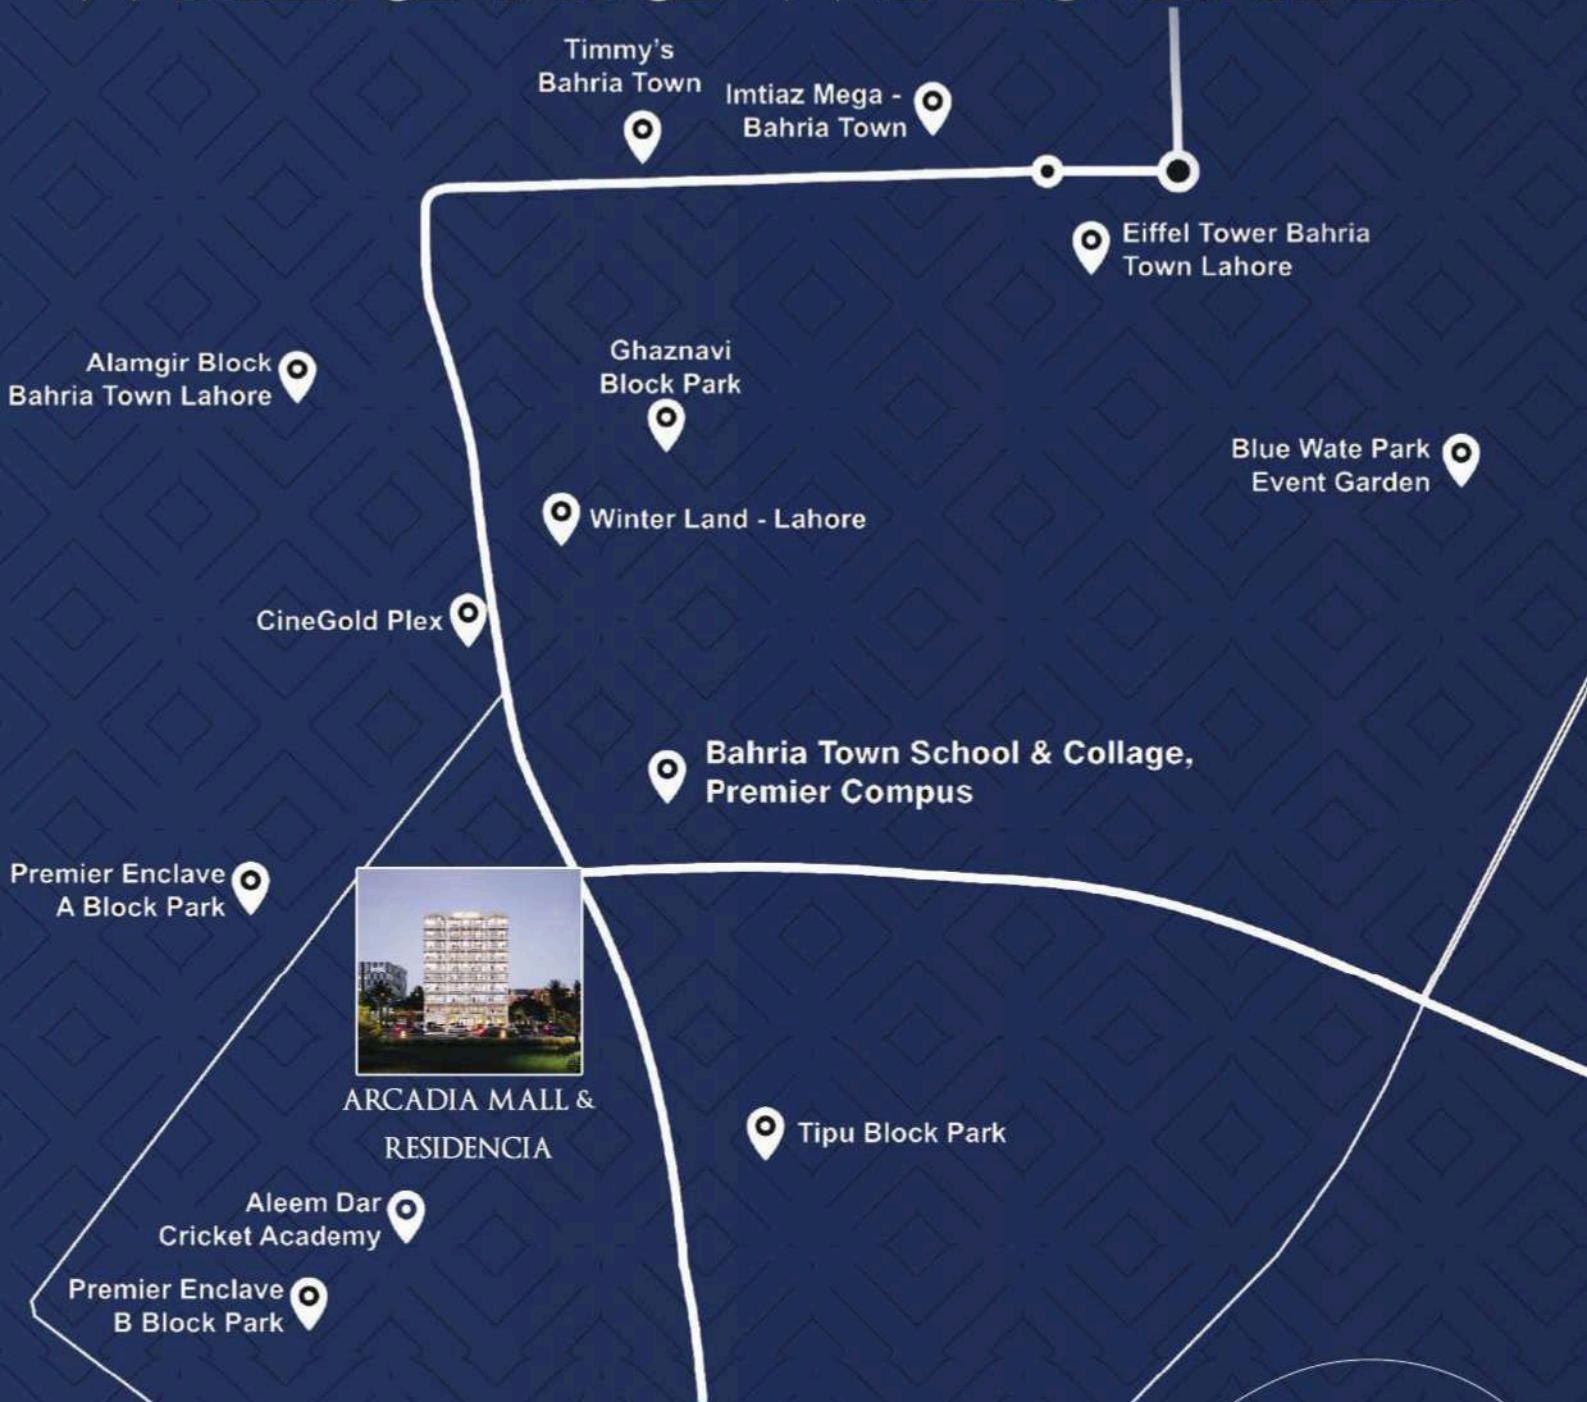 Timmy's
Bahria Town
Imtiaz Mega -
Bahria Town
Eiffel Tower Bahria
Town Lahore
Alamgir Block
Bahria Town Lahore
Ghaznavi
Block Park
Blue Wate Park
Event Garden
Winter Land - Lahore
CineGold Plex
Bahria Town School & Collage,
Premier Compus
Premier Enclave
A Block Park
ARCADIA MALL &
RESIDENCIA
Tipu Block Park
Aleem Dar
Cricket Academy
Premier Enclave
B Block Park